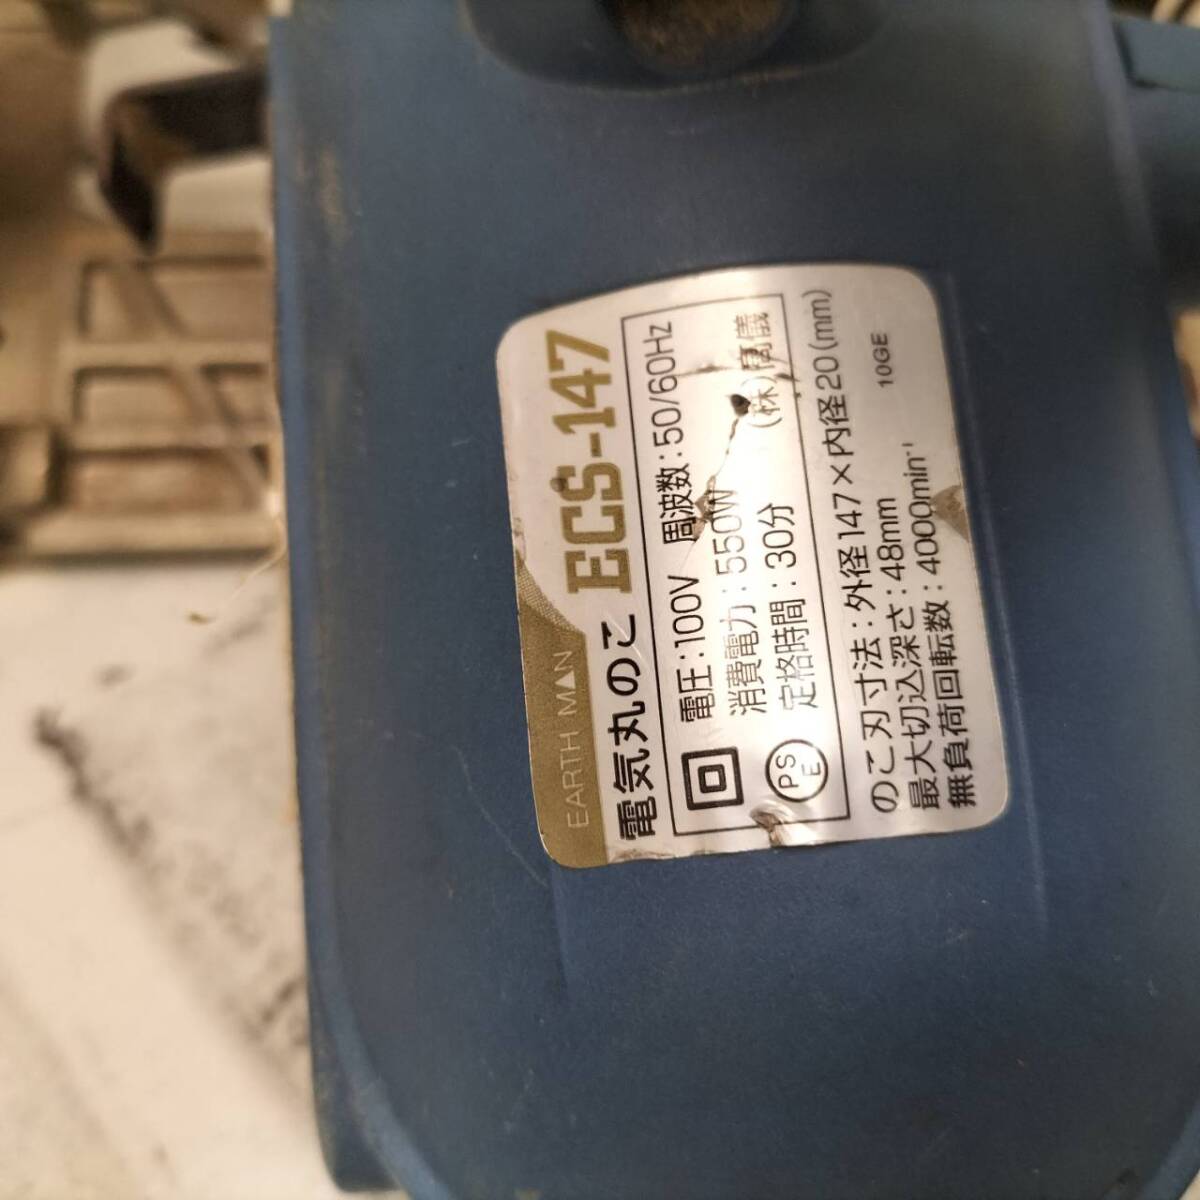 EARTH MAN
電気丸のこ ECS-147
電圧:100V 周波数:50/60Hz
消費電力:550W
定格時間:30分 (株)髙儀
PSE
のこ刃寸法:外径147×内径20(mm)
最大切込深さ:48mm
無負荷回転数:4000min⁻¹
10GE